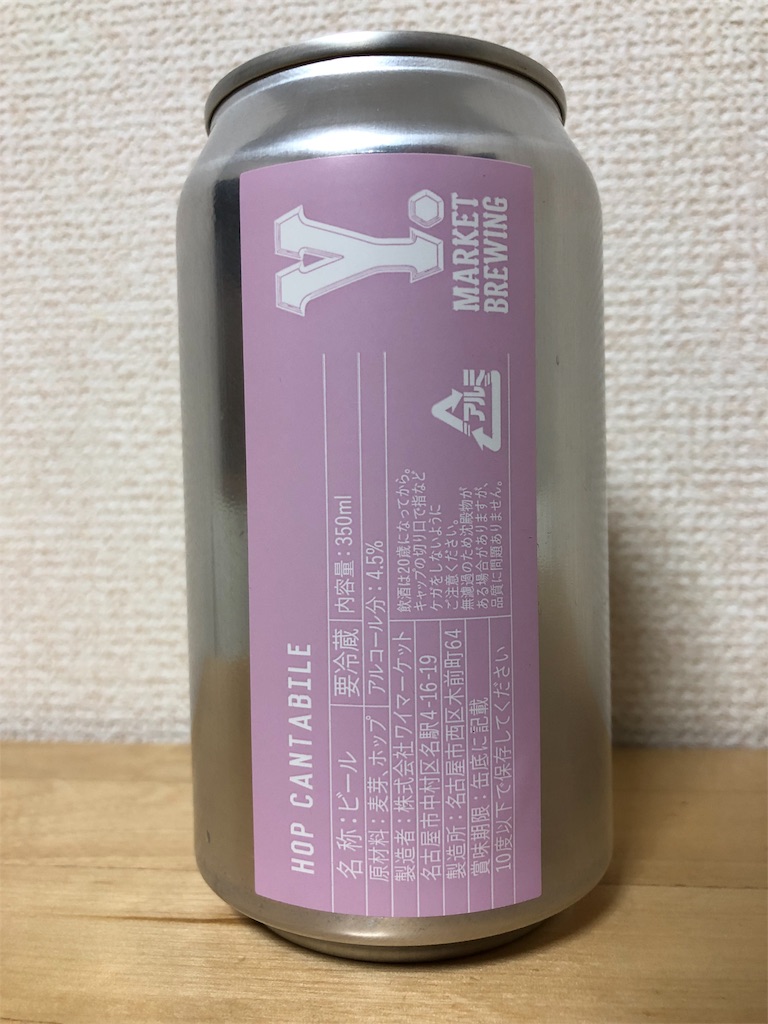 Y.
MARKET
BREWING
HOP CANTABILE
名 称：ビール
要冷蔵
内容量：350ml
原材料：麦芽、ホップ
アルコール分：4.5%
製造者：株式会社ワイマーケット
名古屋市中村区名駅4-16-19
製造所：名古屋市西区木前町64
賞味期限：缶底に記載
10度以下で保存してください
飲酒は20歳になってから。
キャップの切り口で指など
ケガをしないように
ご注意ください。
無濾過のため沈殿物が
ある場合がありますが、
品質に問題ありません。
アルミ